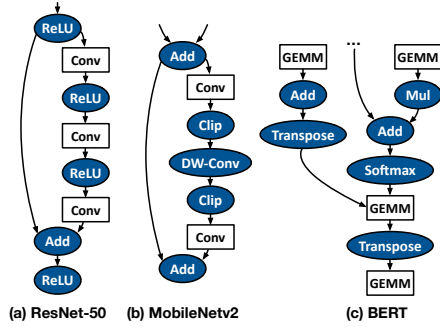 ReLU
Conv
ReLU
Conv
ReLU
Conv
Add
ReLU
(a) ResNet-50
Add
Conv
Clip
DW-Conv
Clip
Conv
Add
(b) MobileNetv2
...
GEMM
GEMM
Add
Mul
Transpose
Add
Softmax
GEMM
Transpose
GEMM
(c) BERT